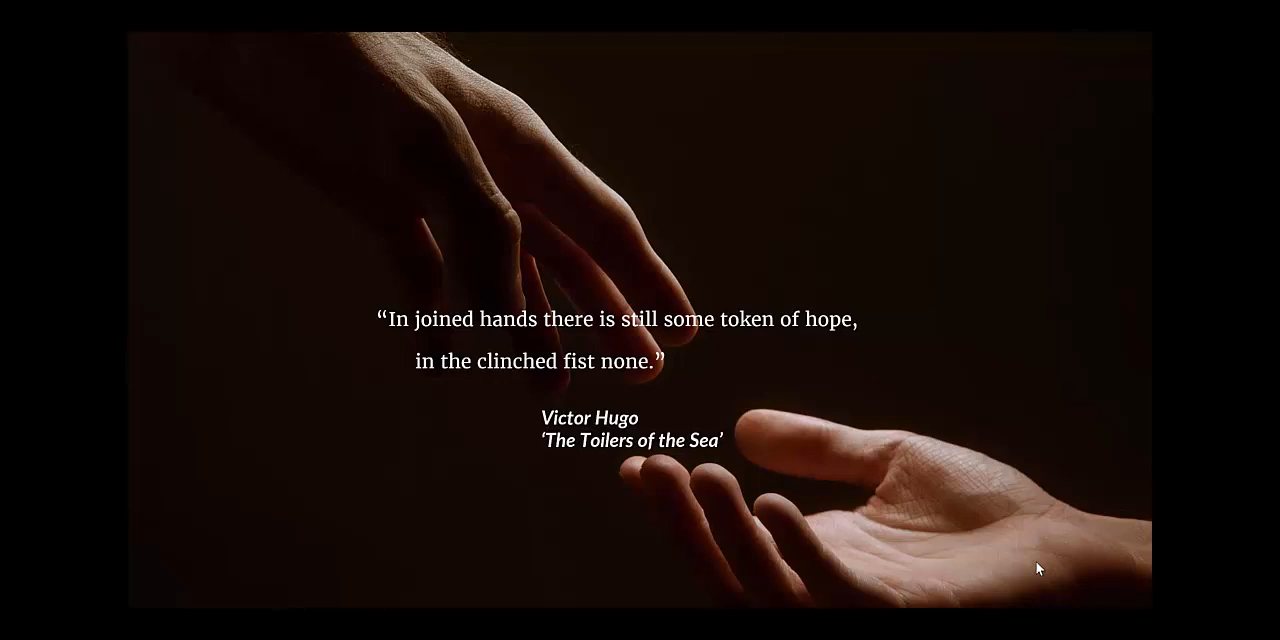 “In joined hands there is still some token of hope,
in the clinched fist none.”
Victor Hugo
‘The Toilers of the Sea’